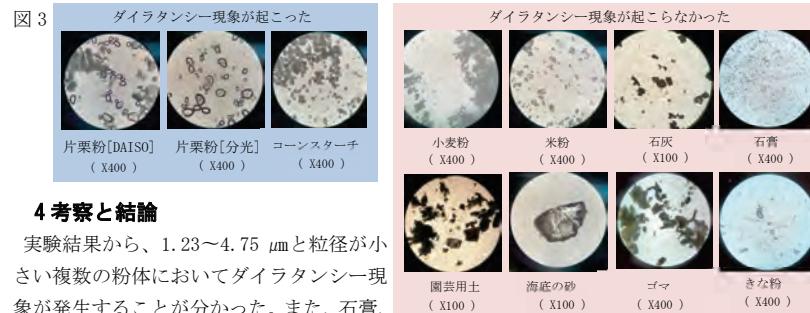 図 3
ダイラタンシー現象が起こった
片栗粉[DAISO]
( X400 )
片栗粉[分光]
( X400 )
コーンスターチ
( X400 )
ダイラタンシー現象が起こらなかった
小麦粉
( X400 )
米粉
( X400 )
石灰
( X100 )
石膏
( X400 )
園芸用土
( X100 )
海底の砂
( X100 )
ゴマ
( X400 )
きな粉
( X400 )
4 考察と結論
実験結果から、1.23～4.75 μmと粒径が小
さい複数の粉体においてダイラタンシー現
象が発生することが分かった。また、石膏、